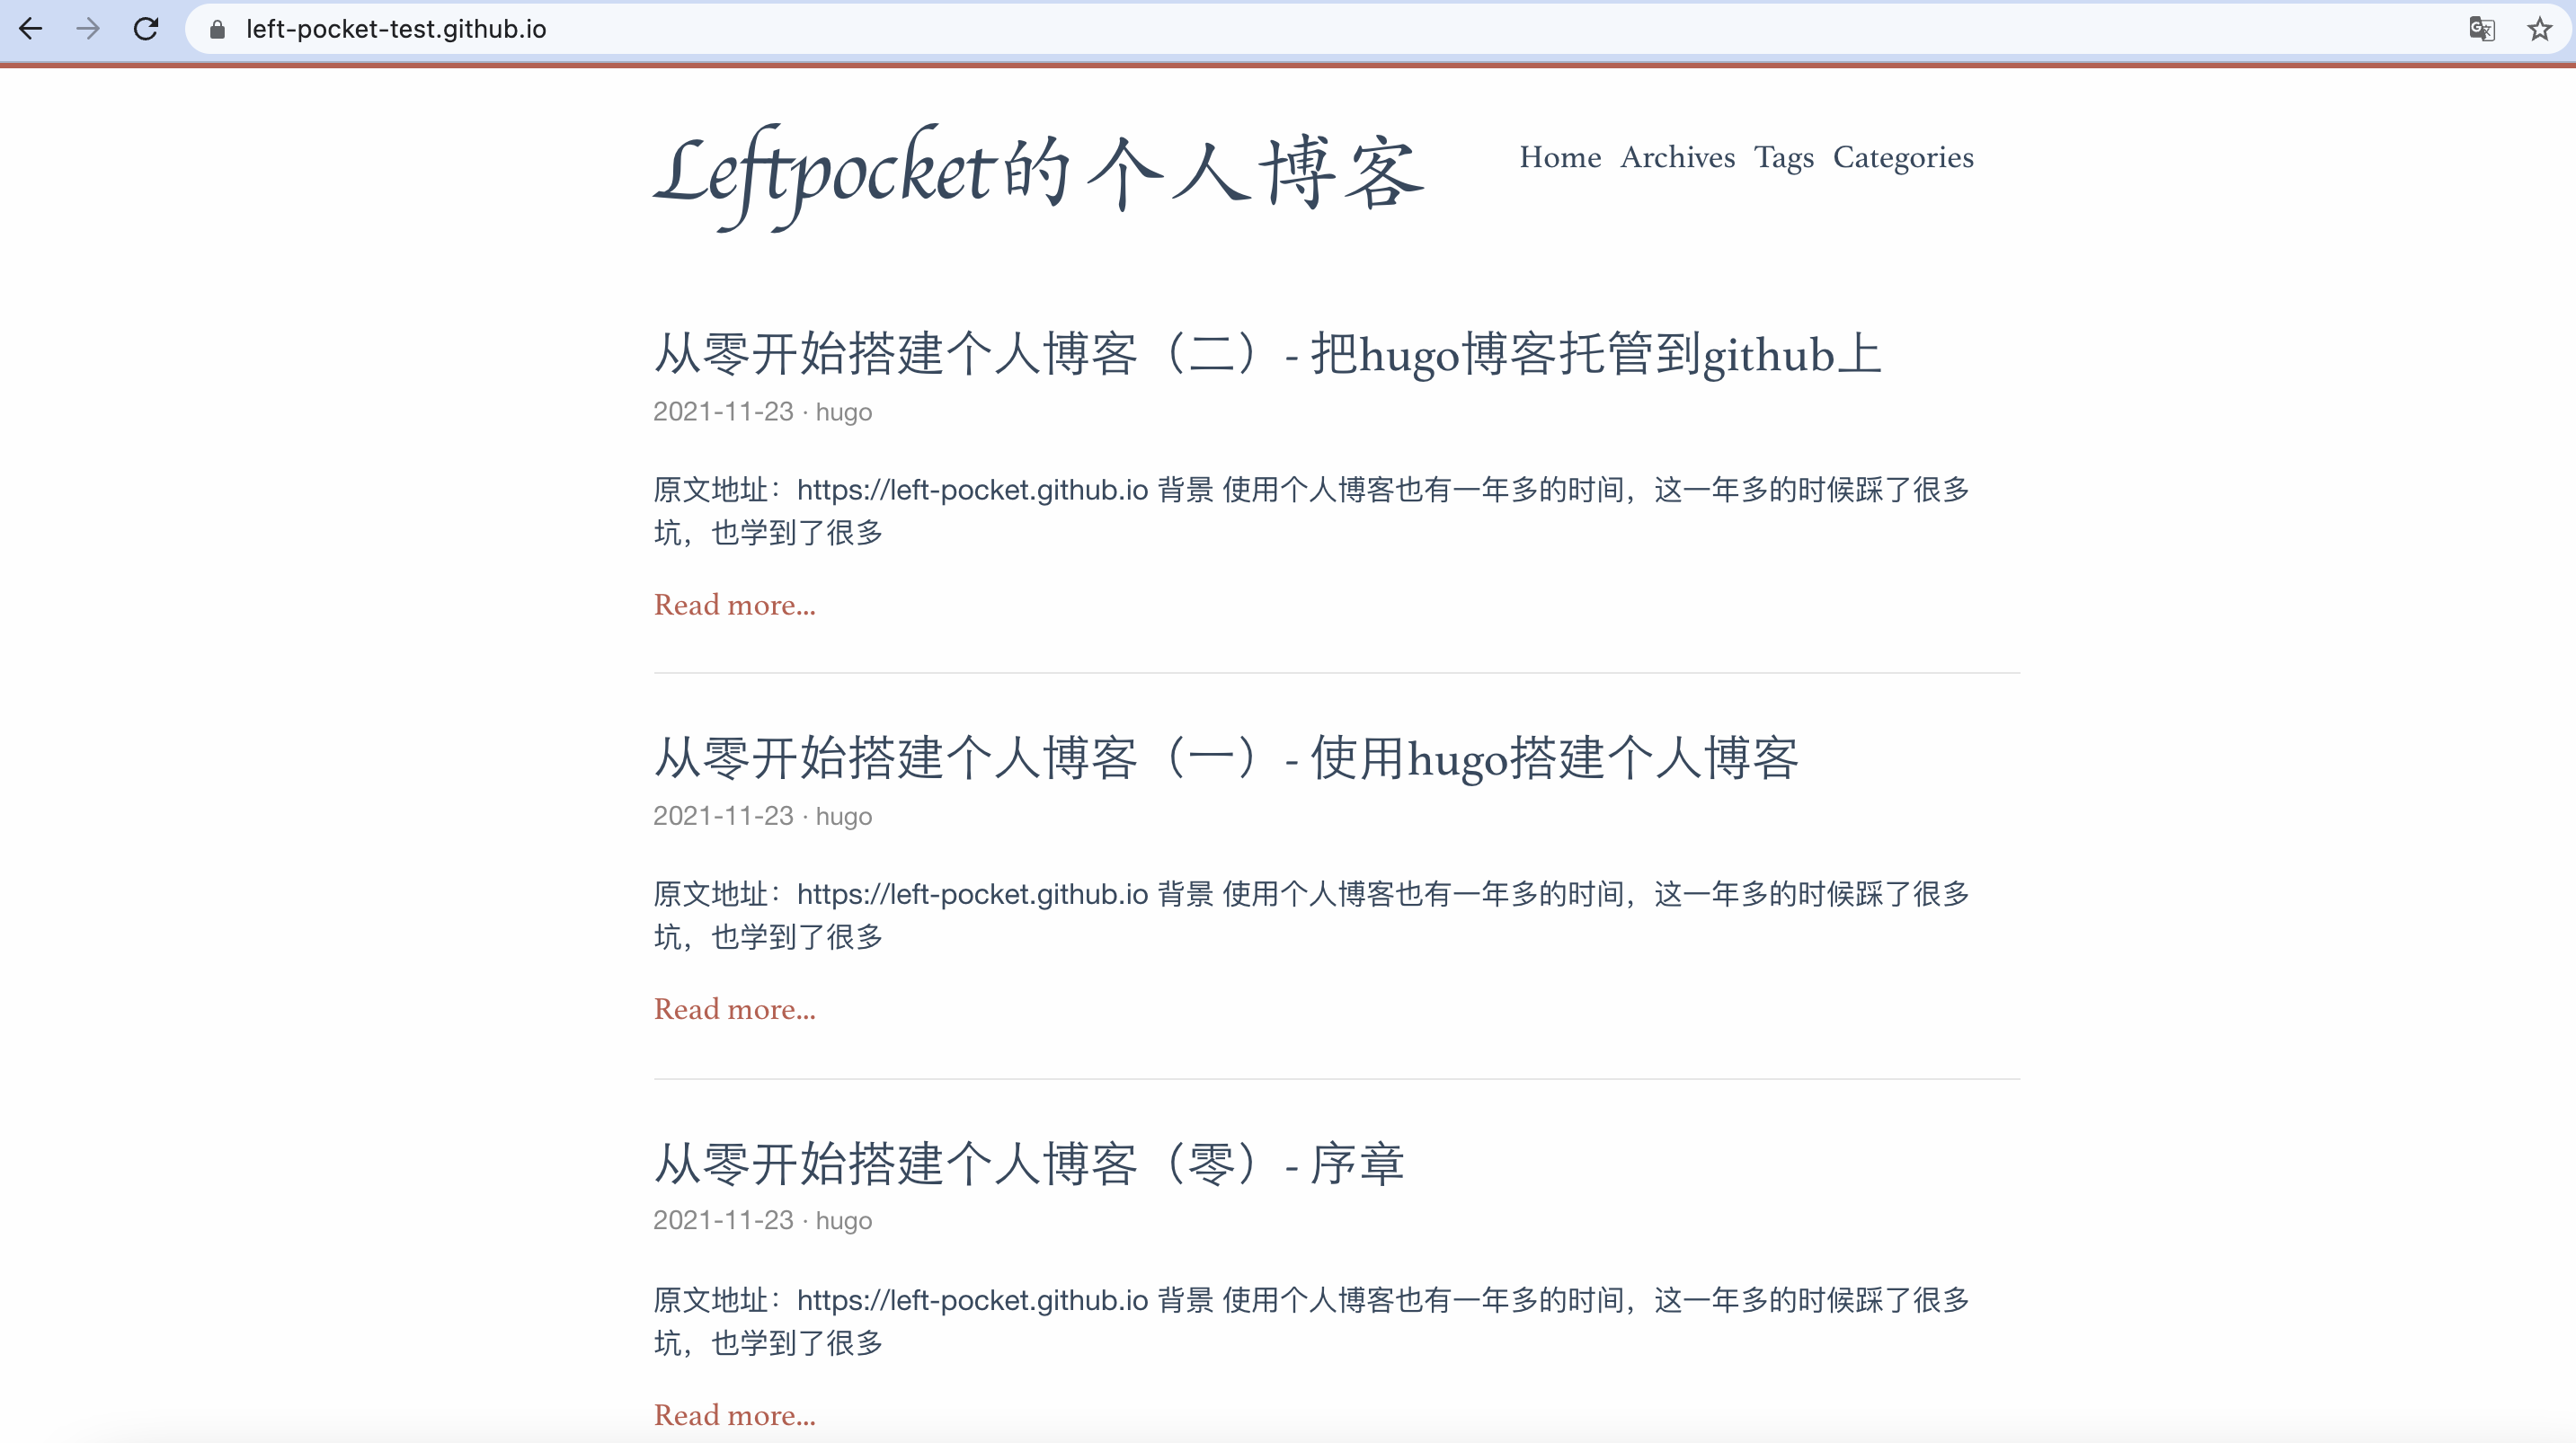 left-pocket-test.github.io
Leftpocket的个人博客
Home Archives Tags Categories
从零开始搭建个人博客（二）- 把hugo博客托管到github上
2021-11-23 · hugo
原文地址：https://left-pocket.github.io 背景 使用个人博客也有一年多的时间，这一年多的时候踩了很多
坑，也学到了很多
Read more...
从零开始搭建个人博客（一）- 使用hugo搭建个人博客
2021-11-23 · hugo
原文地址：https://left-pocket.github.io 背景 使用个人博客也有一年多的时间，这一年多的时候踩了很多
坑，也学到了很多
Read more...
从零开始搭建个人博客（零）- 序章
2021-11-23 · hugo
原文地址：https://left-pocket.github.io 背景 使用个人博客也有一年多的时间，这一年多的时候踩了很多
坑，也学到了很多
Read more...